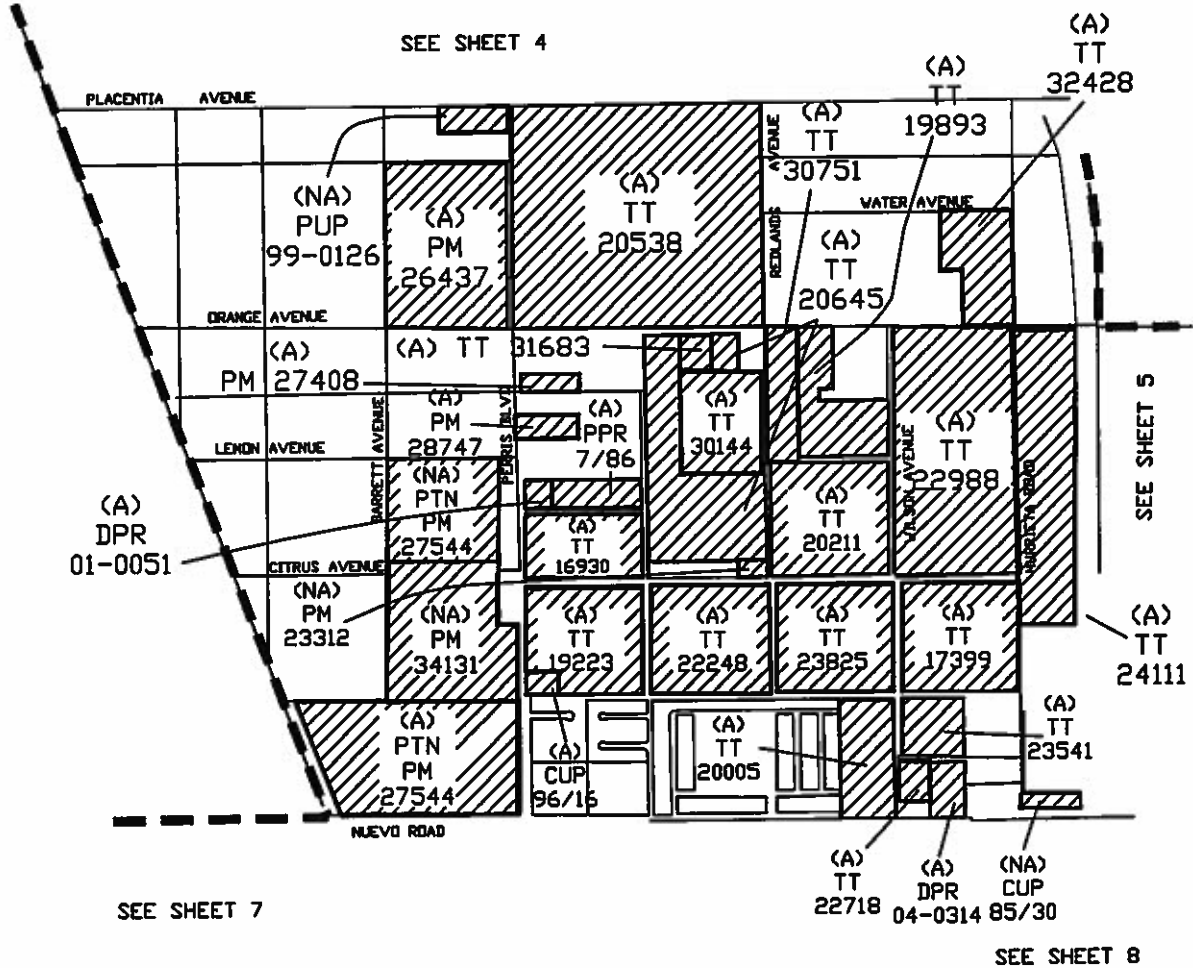 SEE SHEET 4
(A)
TT
32428
(A)
TT
19893
PLACENTIA AVENUE
(A)
TT
30751
REDLANDS AVENUE
(NA)
PUP
99-0126
(A)
PM
26437
(A)
TT
20538
WATER AVENUE
(A)
TT
20645
ORANGE AVENUE
(A) TT 31683
(A)
PM 27408
(A)
PM
28747
PERRIS BLVD
(A)
PPR
7/86
(A)
TT
30144
(A)
TT
22988
WILSON AVENUE
MURRIETA ROAD
SEE SHEET 5
LEMON AVENUE
BARRETT AVENUE
(NA)
PTN
PM
27544
(A)
DPR
01-0051
(A)
TT
16930
(A)
TT
20211
CITRUS AVENUE
(NA)
PM
23312
(NA)
PM
34131
(A)
TT
19223
(A)
TT
22248
(A)
TT
23825
(A)
TT
17399
(A)
TT
24111
(A)
PTN
PM
27544
(A)
CUP
96/16
(A)
TT
20005
(A)
TT
23541
NUEVO ROAD
(A)
TT
22718
(A)
DPR
04-0314
(NA)
CUP
85/30
SEE SHEET 7
SEE SHEET 8